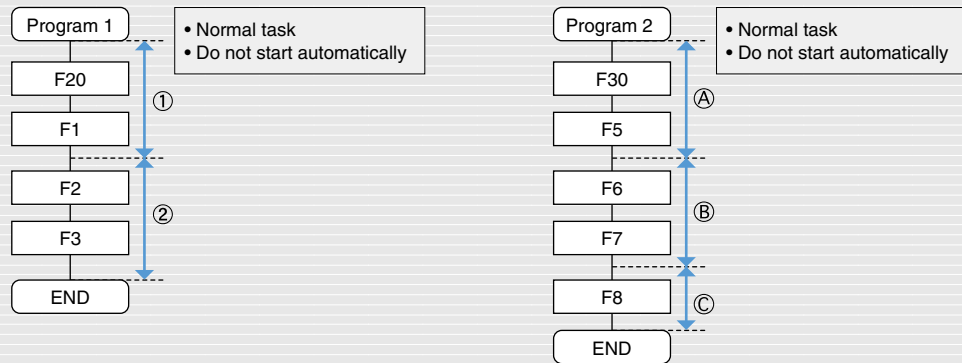 Program 1
• Normal task
• Do not start automatically
F20
①
F1
F2
②
F3
END
Program 2
• Normal task
• Do not start automatically
F30
Ⓐ
F5
F6
Ⓑ
F7
F8
Ⓒ
END